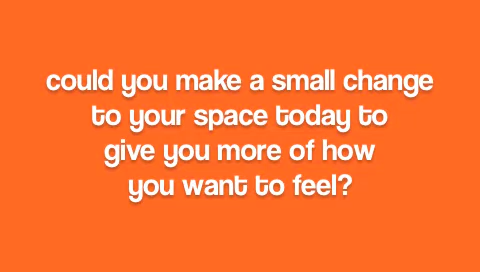 could you make a small change
to your space today to
give you more of how
you want to feel?